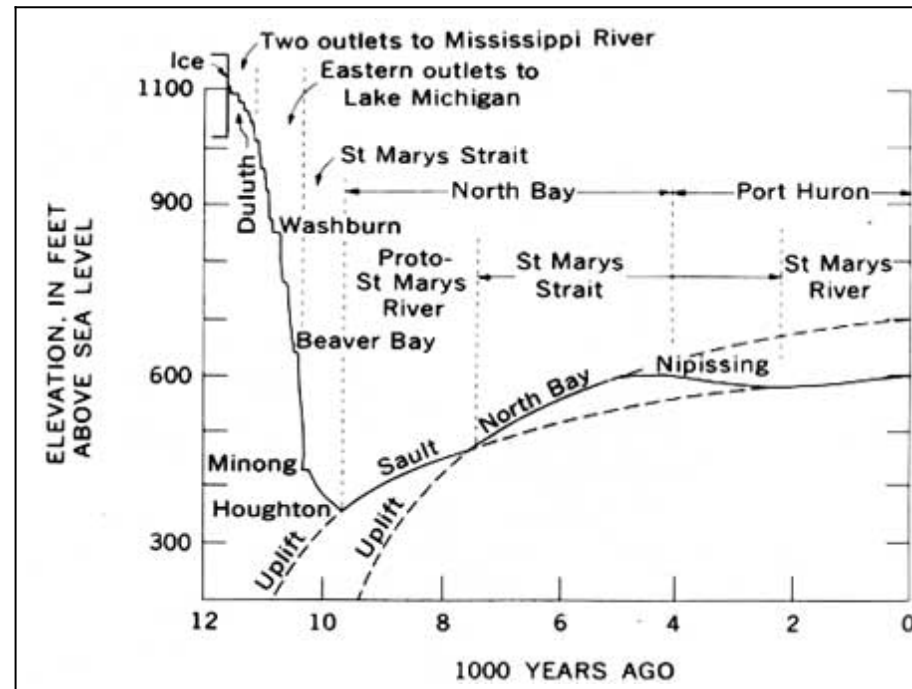 Two outlets to Mississippi River
Ice
Eastern outlets to
Lake Michigan
1100
Duluth
St Marys Strait
North Bay
Port Huron
900
Washburn
Proto-
St Marys
River
St Marys
Strait
St Marys
River
Beaver Bay
600
Nipissing
North Bay
Sault
Minong
Houghton
Uplift
Uplift
300
ELEVATION, IN FEET
ABOVE SEA LEVEL
12 10 8 6 4 2 0
1000 YEARS AGO